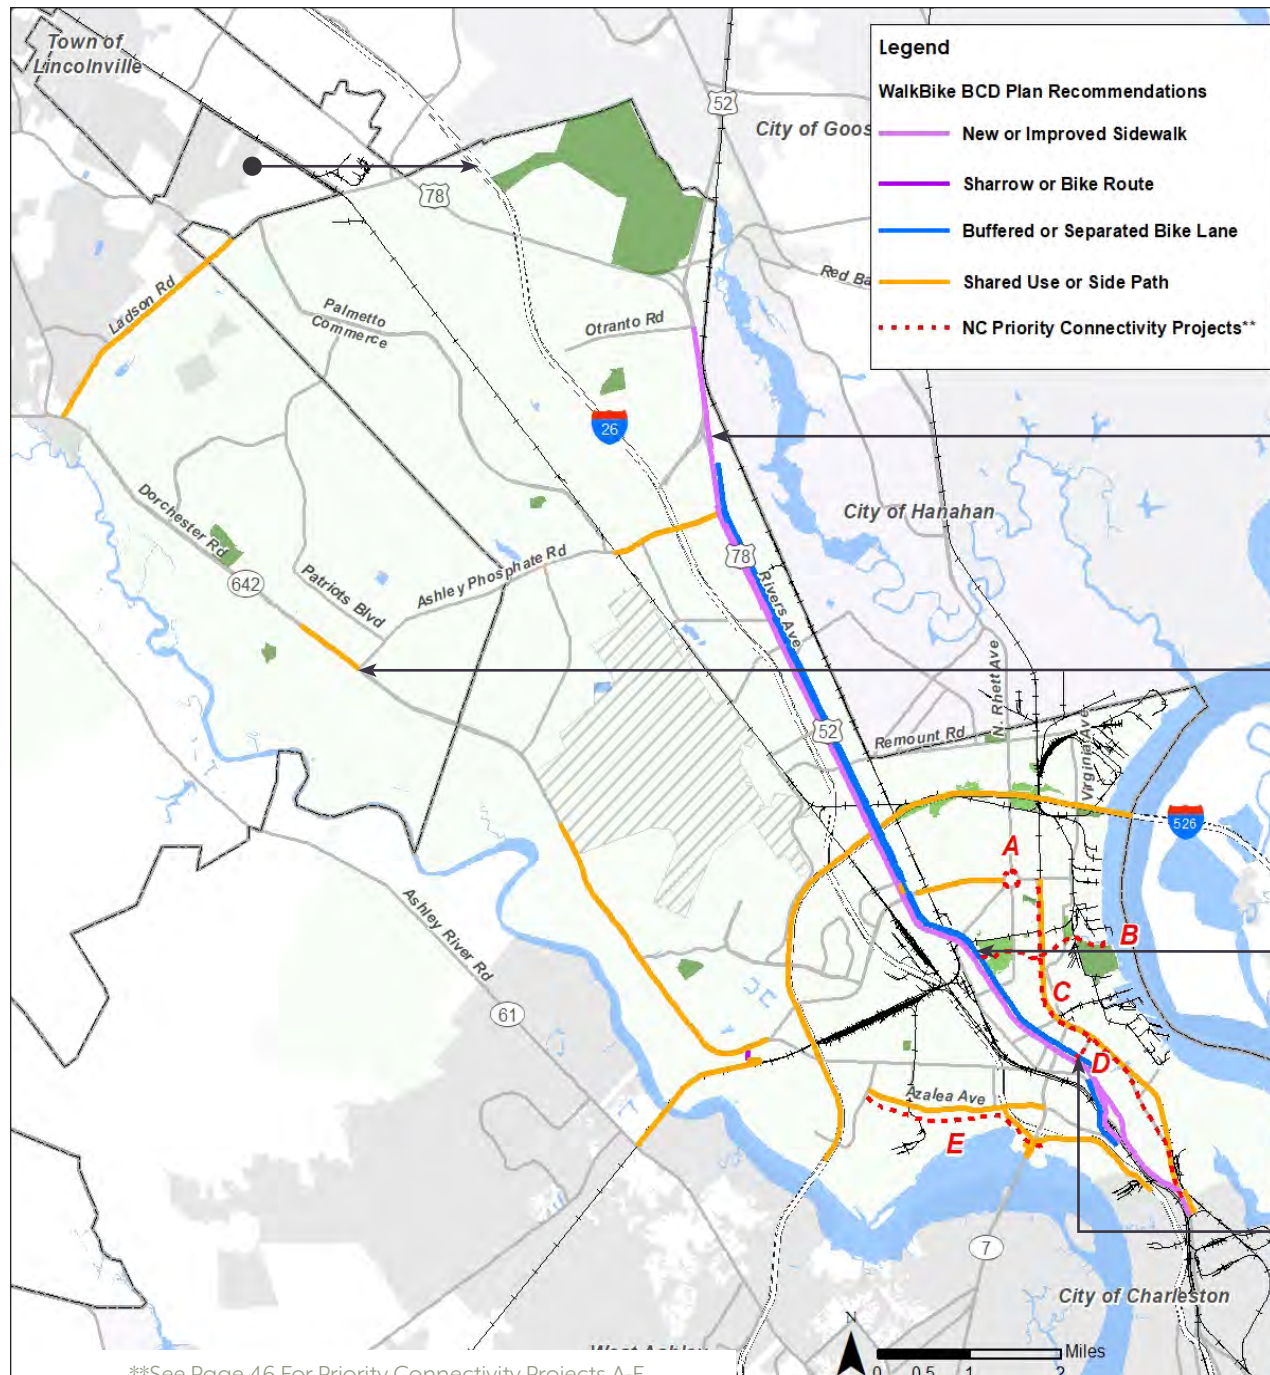 Town of
Lincolnville
52
City of Goos
Legend
WalkBike BCD Plan Recommendations
New or Improved Sidewalk
Sharrow or Bike Route
Buffered or Separated Bike Lane
Shared Use or Side Path
NC Priority Connectivity Projects**
78
Red Ba
Ladson Rd
Palmetto
Commerce
Otranto Rd
26
City of Hanahan
Dorchester Rd
642
Patriots Blvd
Ashley Phosphate Rd
78
Rivers Ave
N. Rhett Ave
52
Remount Rd
Virginia Ave
526
A
Ashley River Rd
B
61
C
D
Azalea Ave
E
7
City of Charleston
N
West Ashley
Miles
0 0.5 1 2
**See Page 46 For Priority Connectivity Projects A-E